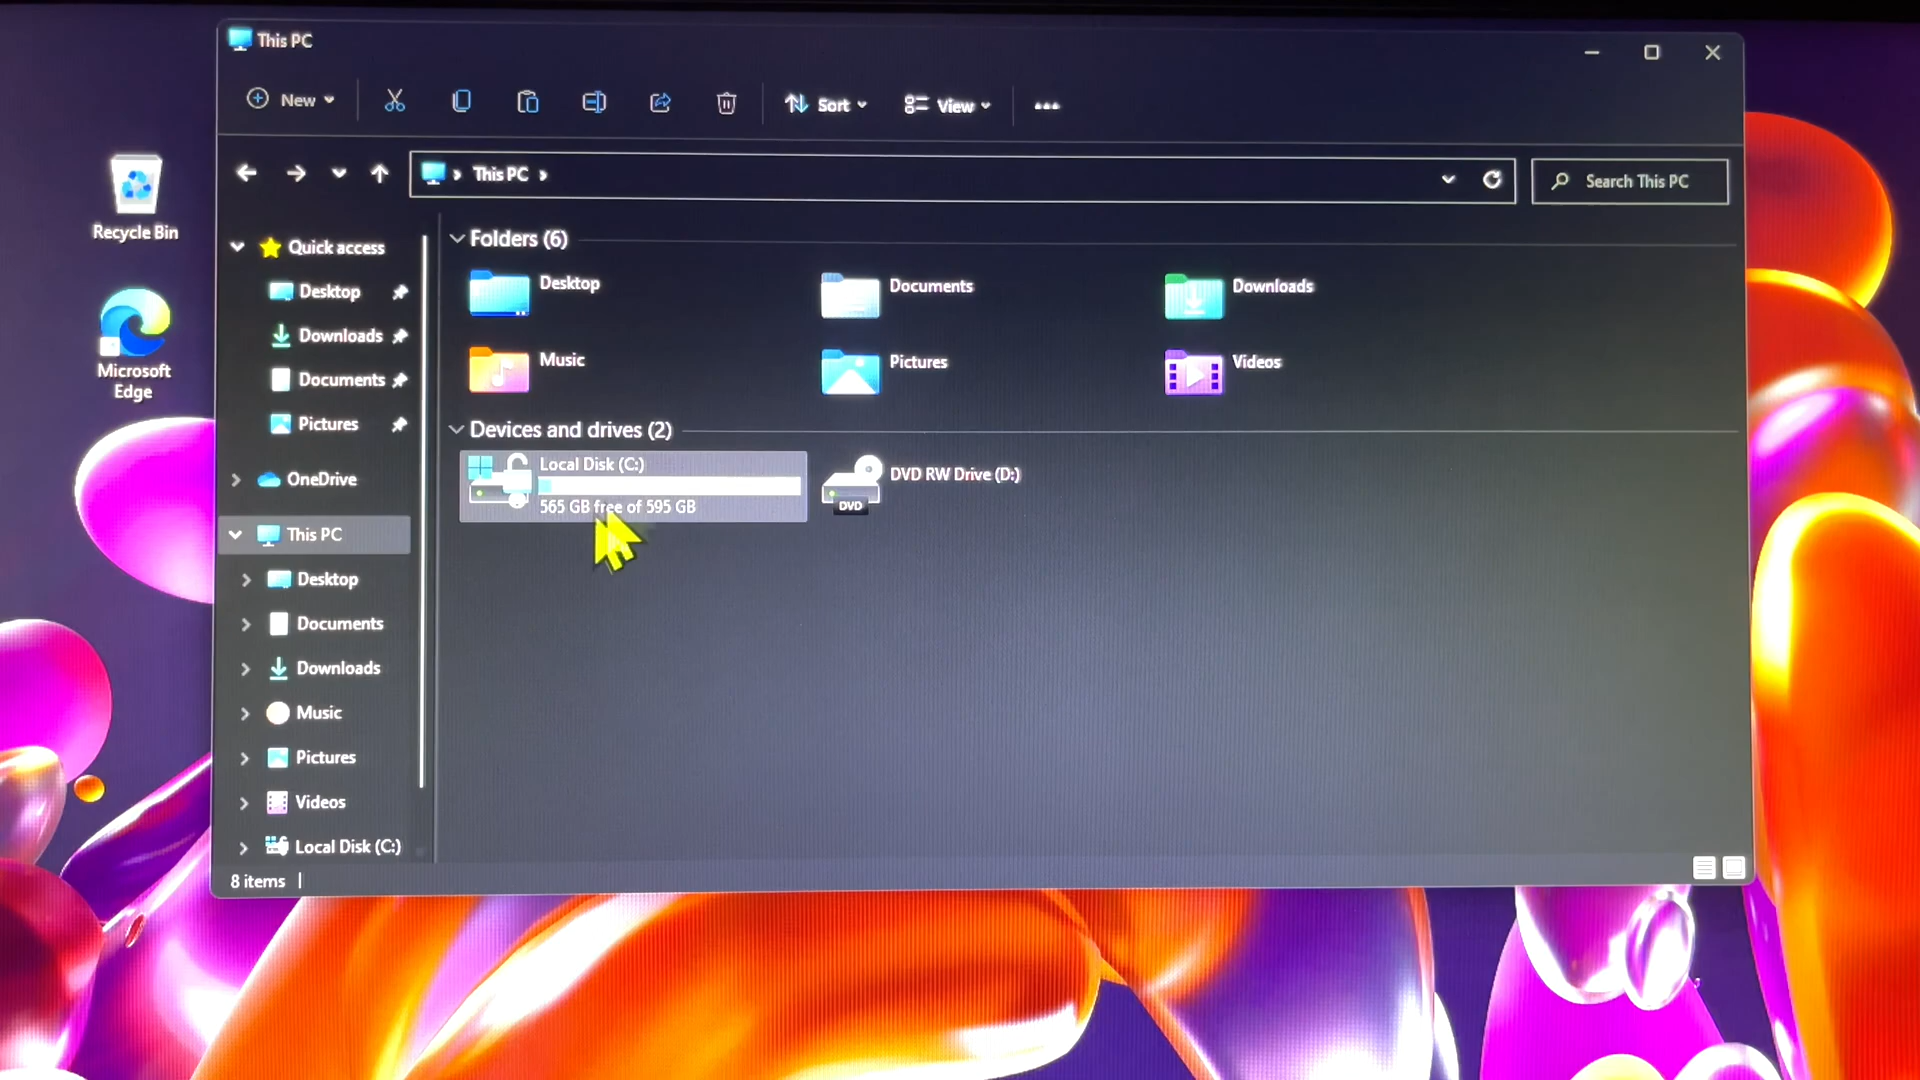 This PC
New
Sort
View
This PC
Search This PC
Recycle Bin
Microsoft
Edge
Quick access
Desktop
Downloads
Documents
Pictures
OneDrive
This PC
Desktop
Documents
Downloads
Music
Pictures
Videos
Local Disk (C:)
Folders (6)
Desktop
Documents
Downloads
Music
Pictures
Videos
Devices and drives (2)
Local Disk (C:)
565 GB free of 595 GB
DVD RW Drive (D:)
DVD
8 items